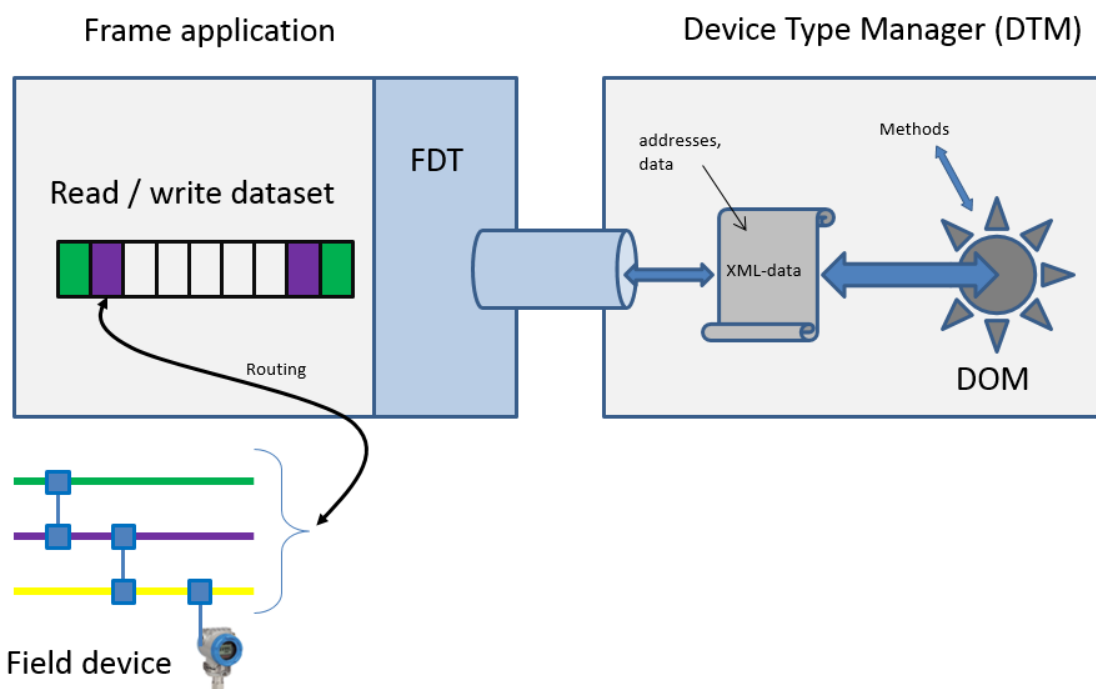 Frame application
Device Type Manager (DTM)
FDT
Read / write dataset
addresses,
data
Methods
XML-data
Routing
DOM
Field device